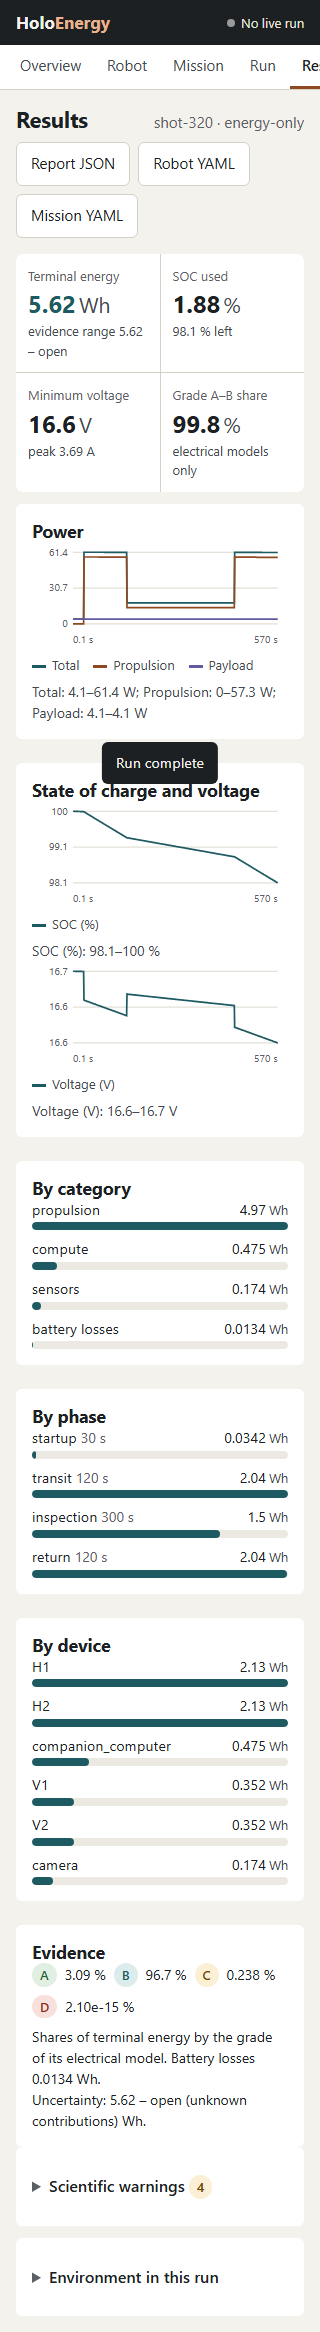 HoloEnergy
No live run
Overview Robot Mission Run Re
Results
shot-320 · energy-only
Report JSON
Robot YAML
Mission YAML
Terminal energy
5.62 Wh
evidence range 5.62
– open
SOC used
1.88 %
98.1 % left
Minimum voltage
16.6 V
peak 3.69 A
Grade A–B share
99.8 %
electrical models
only
Power
61.4
30.7
0
0.1 s 570 s
Total Propulsion Payload
Total: 4.1–61.4 W; Propulsion: 0–57.3 W;
Payload: 4.1–4.1 W
Run complete
State of charge and voltage
100
99.1
98.1
0.1 s 570 s
SOC (%)
SOC (%): 98.1–100 %
16.7
16.6
16.6
0.1 s 570 s
Voltage (V)
Voltage (V): 16.6–16.7 V
By category
propulsion 4.97 Wh
compute 0.475 Wh
sensors 0.174 Wh
battery losses 0.0134 Wh
By phase
startup 30 s 0.0342 Wh
transit 120 s 2.04 Wh
inspection 300 s 1.5 Wh
return 120 s 2.04 Wh
By device
H1 2.13 Wh
H2 2.13 Wh
companion_computer 0.475 Wh
V1 0.352 Wh
V2 0.352 Wh
camera 0.174 Wh
Evidence
A 3.09 % B 96.7 % C 0.238 %
D 2.10e-15 %
Shares of terminal energy by the grade
of its electrical model. Battery losses
0.0134 Wh.
Uncertainty: 5.62 – open (unknown
contributions) Wh.
Scientific warnings 4
Environment in this run